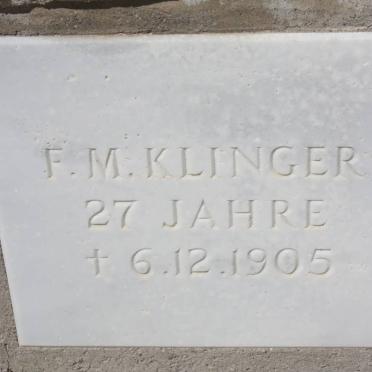 F. M. KLINGER
27 JAHRE
† 6.12.1905